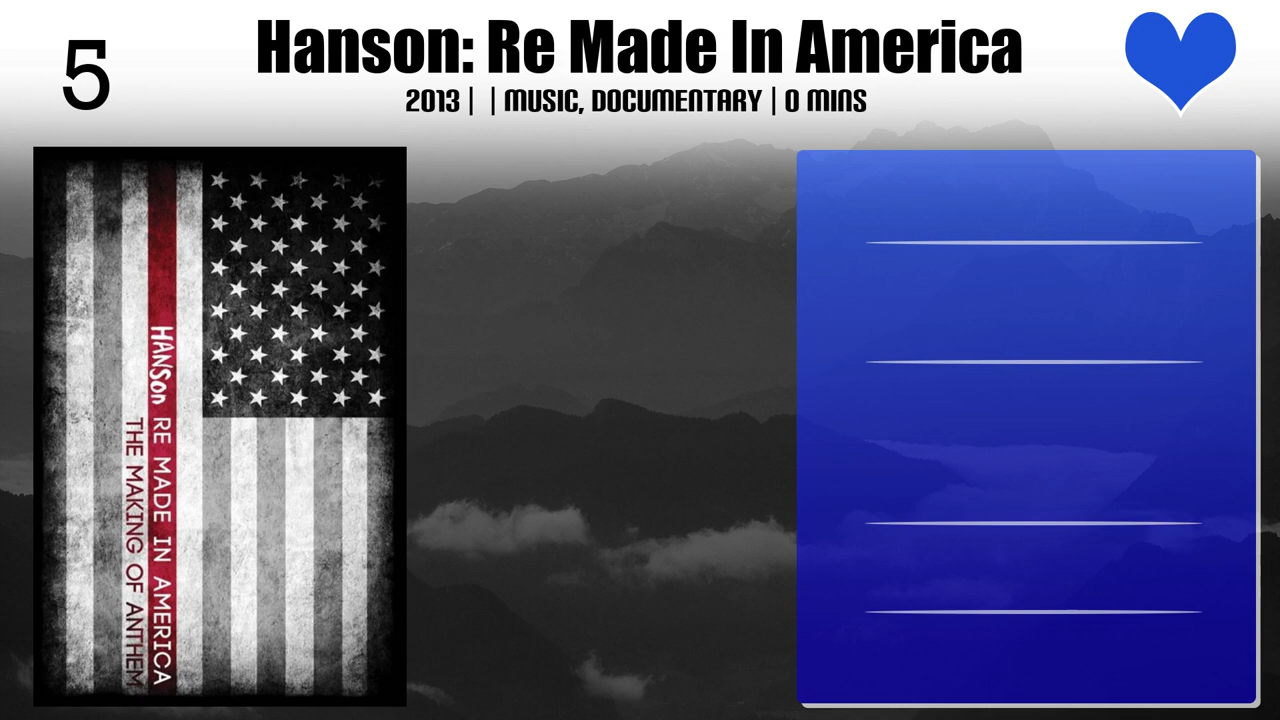 5
Hanson: Re Made In America
2013 | | MUSIC, DOCUMENTARY | 0 MINS
HANSON RE MADE IN AMERICA
THE MAKING OF ANTHEM